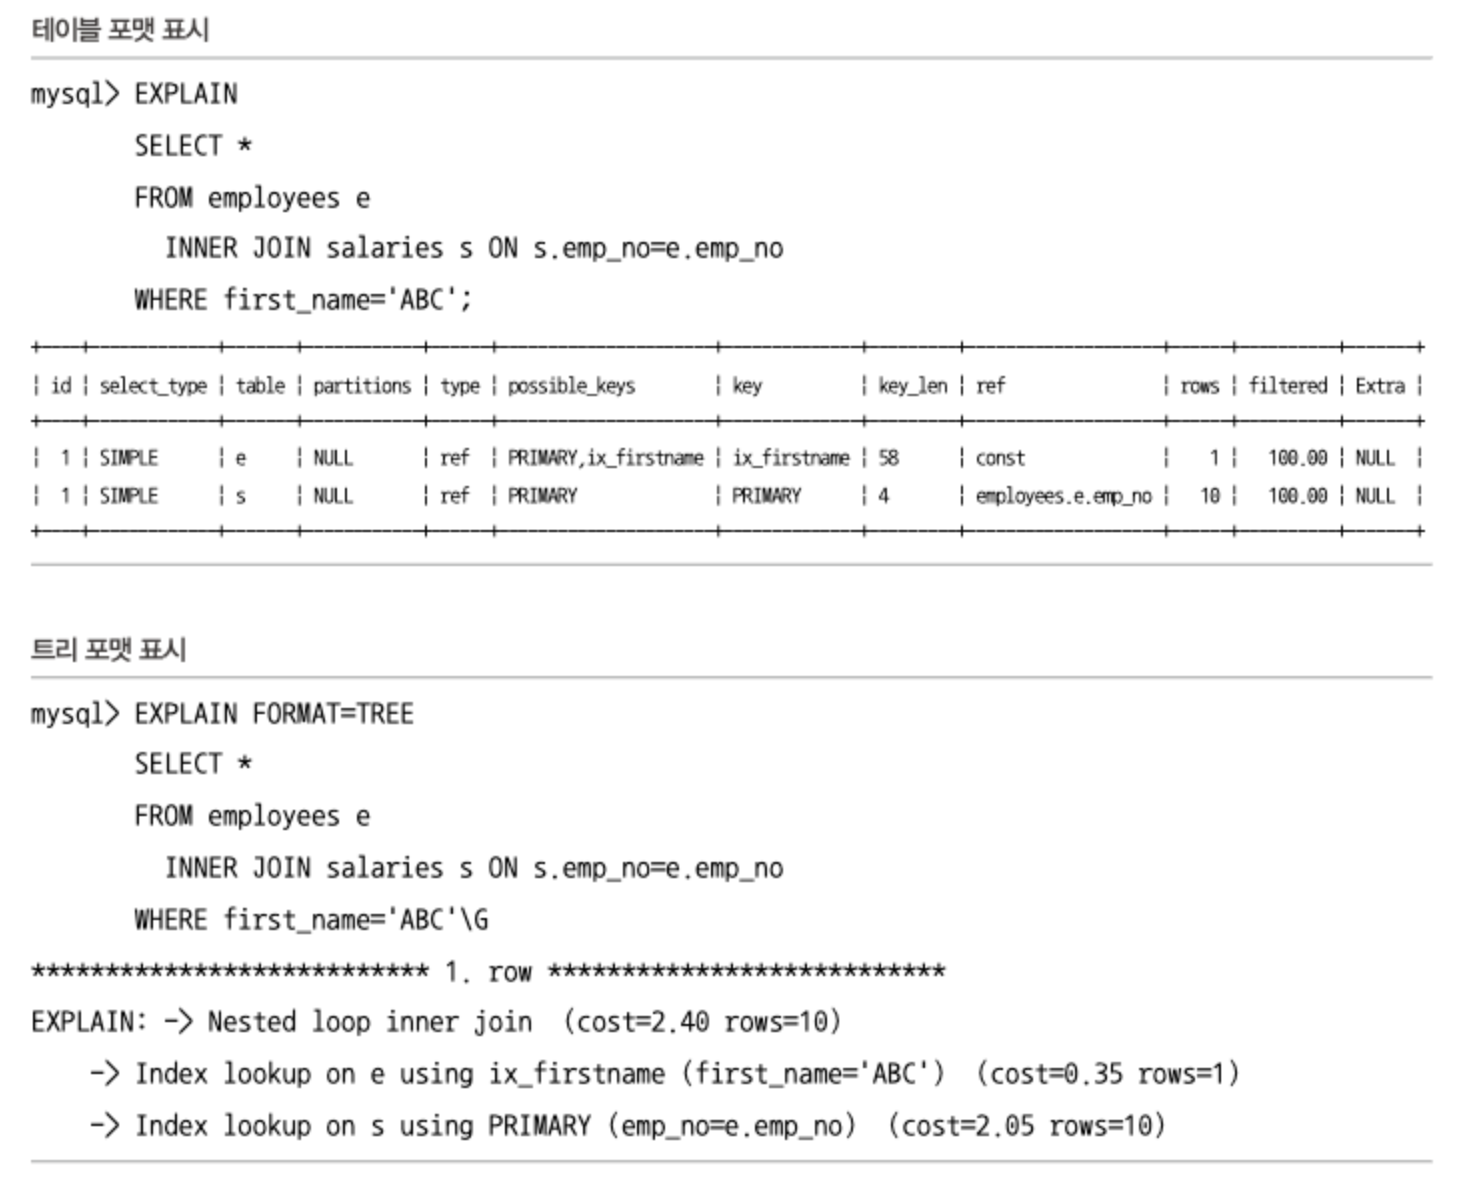 테이블 포맷 표시
mysql> EXPLAIN
SELECT *
FROM employees e
INNER JOIN salaries s ON s.emp_no=e.emp_no
WHERE first_name='ABC';
+----+-------------+-------+------------+------+----------------------+--------------+---------+--------------------+------+----------+-------+
| id | select_type | table | partitions | type | possible_keys | key | key_len | ref | rows | filtered | Extra |
+----+-------------+-------+------------+------+----------------------+--------------+---------+--------------------+------+----------+-------+
| 1 | SIMPLE | e | NULL | ref | PRIMARY,ix_firstname | ix_firstname | 58 | const | 1 | 100.00 | NULL |
| 1 | SIMPLE | s | NULL | ref | PRIMARY | PRIMARY | 4 | employees.e.emp_no | 10 | 100.00 | NULL |
+----+-------------+-------+------------+------+----------------------+--------------+---------+--------------------+------+----------+-------+
트리 포맷 표시
mysql> EXPLAIN FORMAT=TREE
SELECT *
FROM employees e
INNER JOIN salaries s ON s.emp_no=e.emp_no
WHERE first_name='ABC'\G
*************************** 1. row ***************************
EXPLAIN: -> Nested loop inner join (cost=2.40 rows=10)
-> Index lookup on e using ix_firstname (first_name='ABC') (cost=0.35 rows=1)
-> Index lookup on s using PRIMARY (emp_no=e.emp_no) (cost=2.05 rows=10)